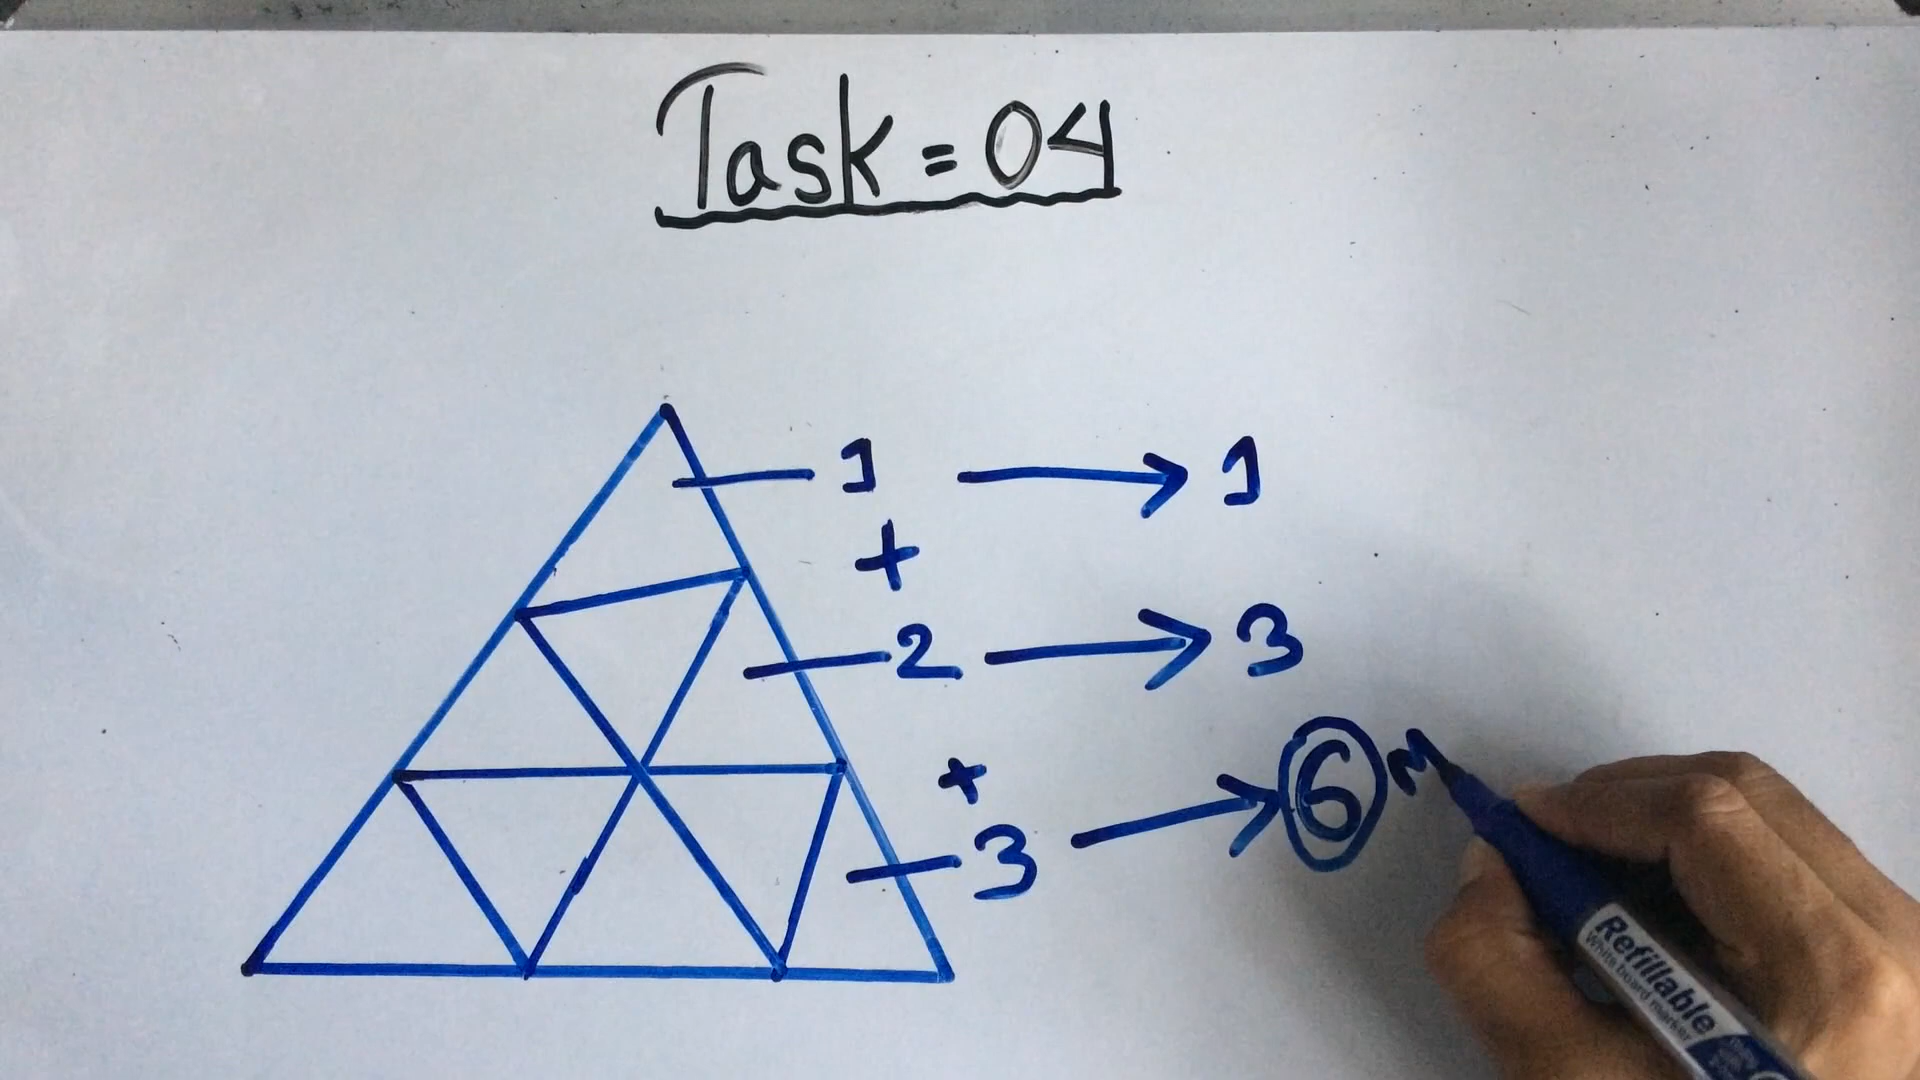 Task = 04
1 → 1
+
2 → 3
+
3 → 6 M
Refillable
White board marker